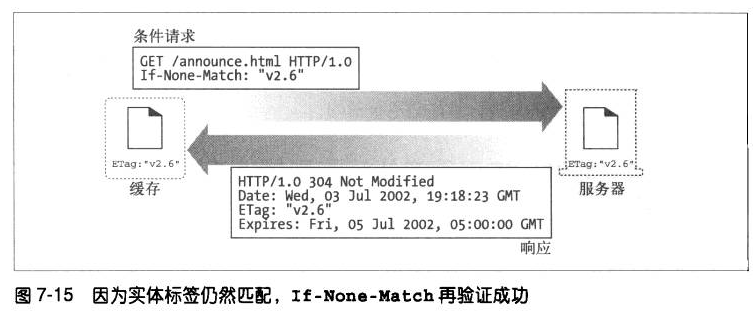 条件请求
GET /announce.html HTTP/1.0
If-None-Match: "v2.6"
ETag:"v2.6"
缓存
ETag:"v2.6"
服务器
HTTP/1.0 304 Not Modified
Date: Wed, 03 Jul 2002, 19:18:23 GMT
ETag: "v2.6"
Expires: Fri, 05 Jul 2002, 05:00:00 GMT
响应
图 7-15 因为实体标签仍然匹配，If-None-Match 再验证成功